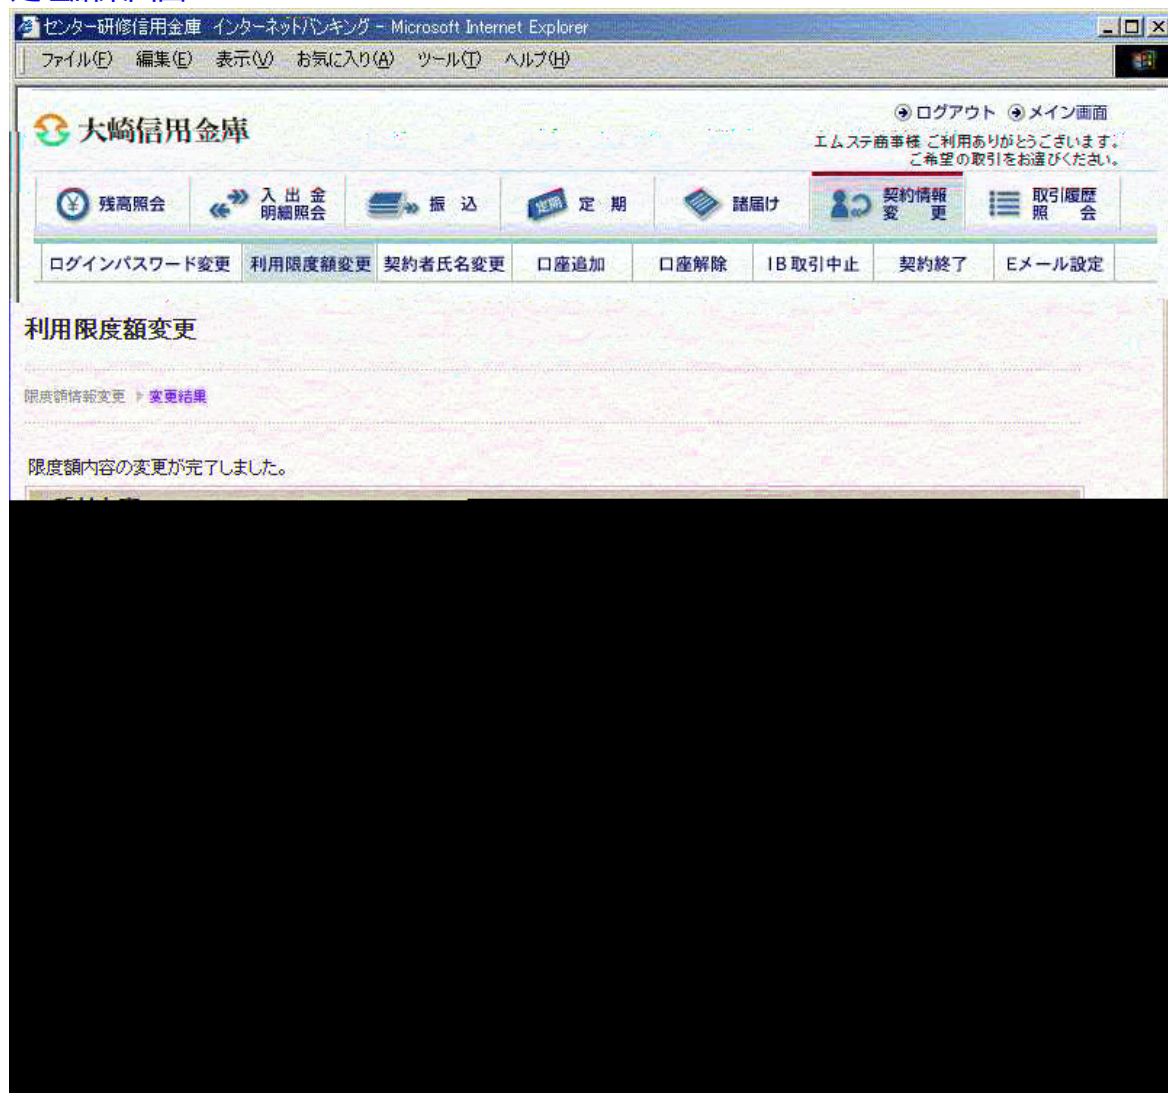 センター研修信用金庫 インターネットバンキング - Microsoft Internet Explorer
ファイル(F) 編集(E) 表示(V) お気に入り(A) ツール(T) ヘルプ(H)
大崎信用金庫
ログアウト メイン画面
エムステ商事様 ご利用ありがとうございます。
ご希望の取引をお選びください。
残高照会 入出金明細照会 振込 定期 諸届け 契約情報変更 取引履歴照会
ログインパスワード変更 利用限度額変更 契約者氏名変更 口座追加 口座解除 IB取引中止 契約終了 Eメール設定
利用限度額変更
限度額情報変更 変更結果
限度額内容の変更が完了しました。